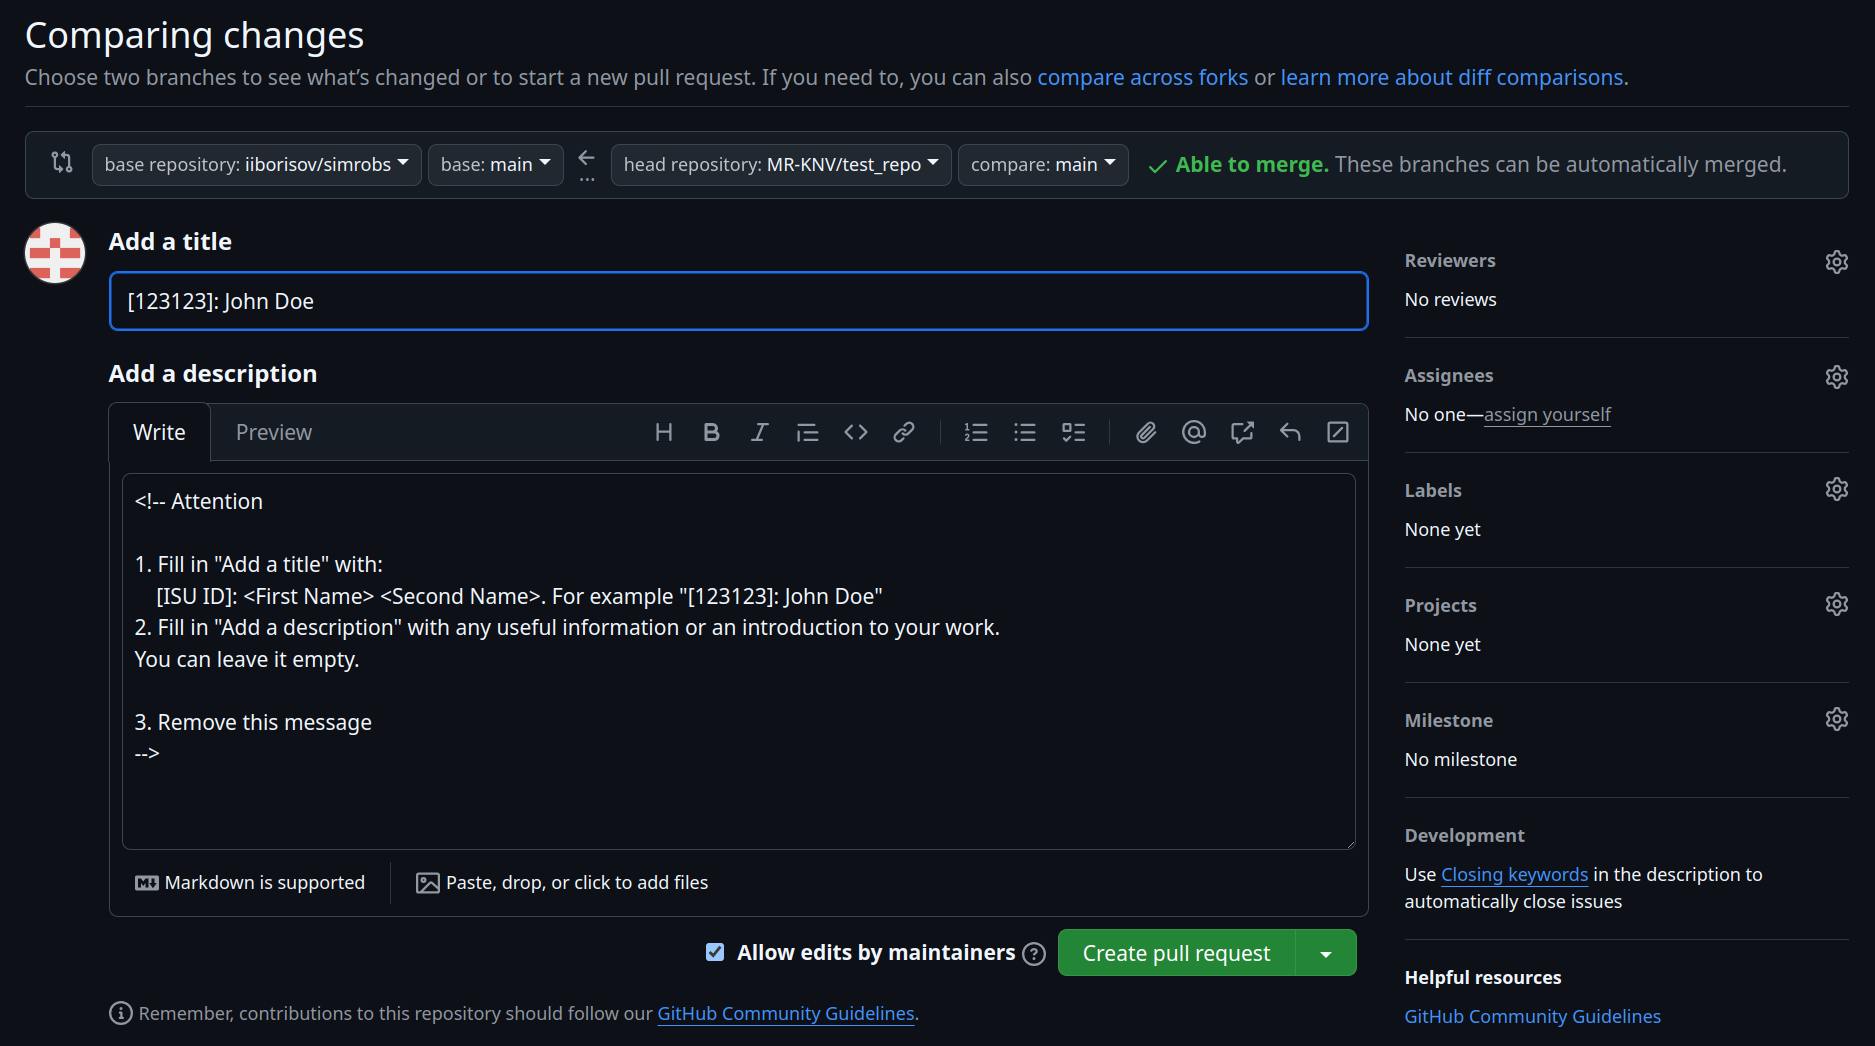 Comparing changes
Choose two branches to see what's changed or to start a new pull request. If you need to, you can also compare across forks or learn more about diff comparisons.
base repository: iiborisov/simrobs base: main ... head repository: MR-KNV/test_repo compare: main Able to merge. These branches can be automatically merged.
Add a title
[123123]: John Doe
Add a description
Write Preview
<!-- Attention
1. Fill in "Add a title" with:
[ISU ID]: <First Name> <Second Name>. For example "[123123]: John Doe"
2. Fill in "Add a description" with any useful information or an introduction to your work.
You can leave it empty.
3. Remove this message
-->
Markdown is supported Paste, drop, or click to add files
Allow edits by maintainers Create pull request
Remember, contributions to this repository should follow our GitHub Community Guidelines.
Reviewers
No reviews
Assignees
No one—assign yourself
Labels
None yet
Projects
None yet
Milestone
No milestone
Development
Use Closing keywords in the description to
automatically close issues
Helpful resources
GitHub Community Guidelines